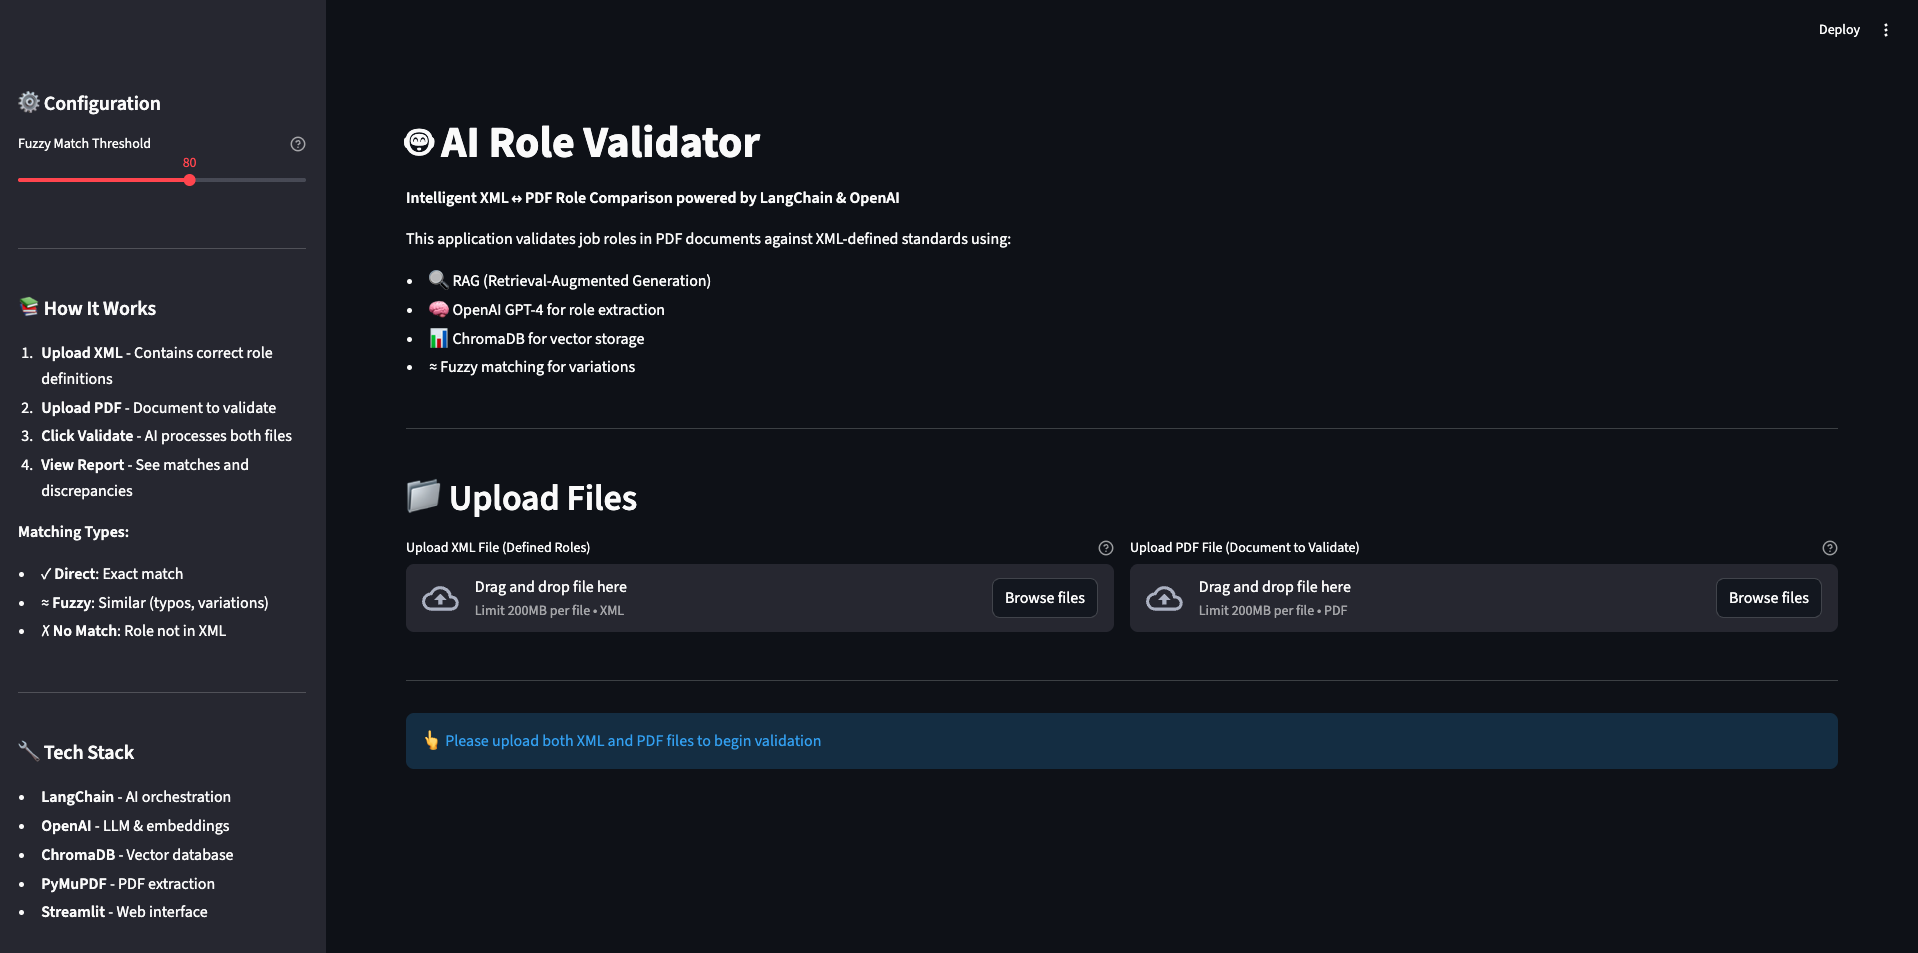 Deploy
Configuration
Fuzzy Match Threshold
80
How It Works
1. Upload XML - Contains correct role
definitions
2. Upload PDF - Document to validate
3. Click Validate - AI processes both files
4. View Report - See matches and
discrepancies
Matching Types:
• ✓ Direct: Exact match
• ≈ Fuzzy: Similar (typos, variations)
• ✗ No Match: Role not in XML
Tech Stack
• LangChain - AI orchestration
• OpenAI - LLM & embeddings
• ChromaDB - Vector database
• PyMuPDF - PDF extraction
• Streamlit - Web interface
AI Role Validator
Intelligent XML ↔ PDF Role Comparison powered by LangChain & OpenAI
This application validates job roles in PDF documents against XML-defined standards using:
• 🔍 RAG (Retrieval-Augmented Generation)
• 🧠 OpenAI GPT-4 for role extraction
• 📊 ChromaDB for vector storage
• ≈ Fuzzy matching for variations
Upload Files
Upload XML File (Defined Roles)
Drag and drop file here
Limit 200MB per file • XML
Browse files
Upload PDF File (Document to Validate)
Drag and drop file here
Limit 200MB per file • PDF
Browse files
👆 Please upload both XML and PDF files to begin validation